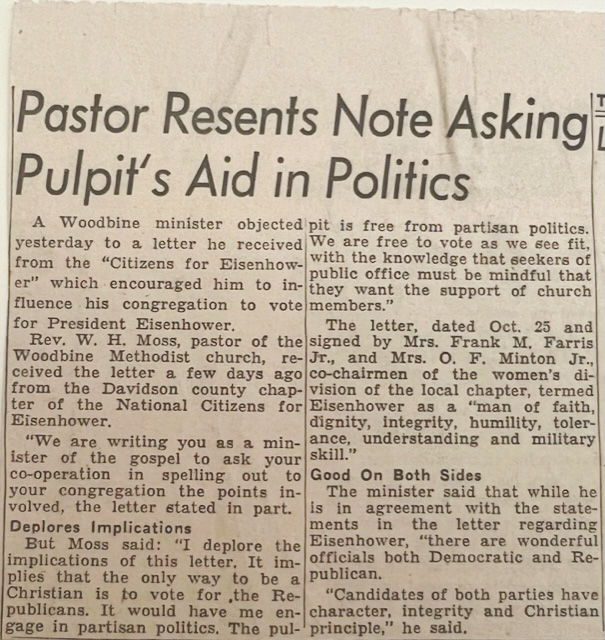 Pastor Resents Note Asking
Pulpit's Aid in Politics
A Woodbine minister objected
yesterday to a letter he received
from the "Citizens for Eisenhow-
er" which encouraged him to in-
fluence his congregation to vote
for President Eisenhower.
Rev. W. H. Moss, pastor of the
Woodbine Methodist church, re-
ceived the letter a few days ago
from the Davidson county chap-
ter of the National Citizens for
Eisenhower.
"We are writing you as a min-
ister of the gospel to ask your
co-operation in spelling out to
your congregation the points in-
volved, the letter stated in part.
Deplores Implications
But Moss said: "I deplore the
implications of this letter. It im-
plies that the only way to be a
Christian is to vote for the Re-
publicans. It would have me en-
gage in partisan politics. The pul-
pit is free from partisan politics.
We are free to vote as we see fit,
with the knowledge that seekers of
public office must be mindful that
they want the support of church
members."
The letter, dated Oct. 25 and
signed by Mrs. Frank M. Farris
Jr., and Mrs. O. F. Minton Jr.,
co-chairmen of the women's di-
vision of the local chapter, termed
Eisenhower as a "man of faith,
dignity, integrity, humility, toler-
ance, understanding and military
skill."
Good On Both Sides
The minister said that while he
is in agreement with the state-
ments in the letter regarding
Eisenhower, "there are wonderful
officials both Democratic and Re-
publican.
"Candidates of both parties have
character, integrity and Christian
principle," he said.